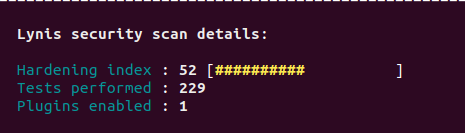 Lynis security scan details:
Hardening index : 52 [########## ]
Tests performed : 229
Plugins enabled : 1